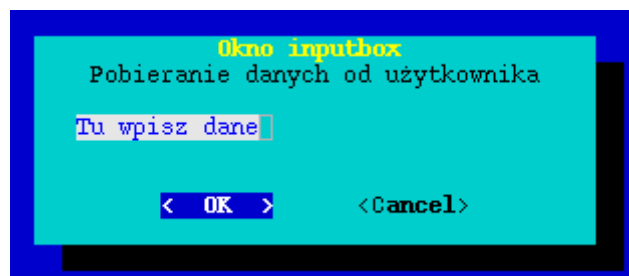 Okno inputbox
Pobieranie danych od użytkownika
Tu wpisz dane
< OK > <Cancel>